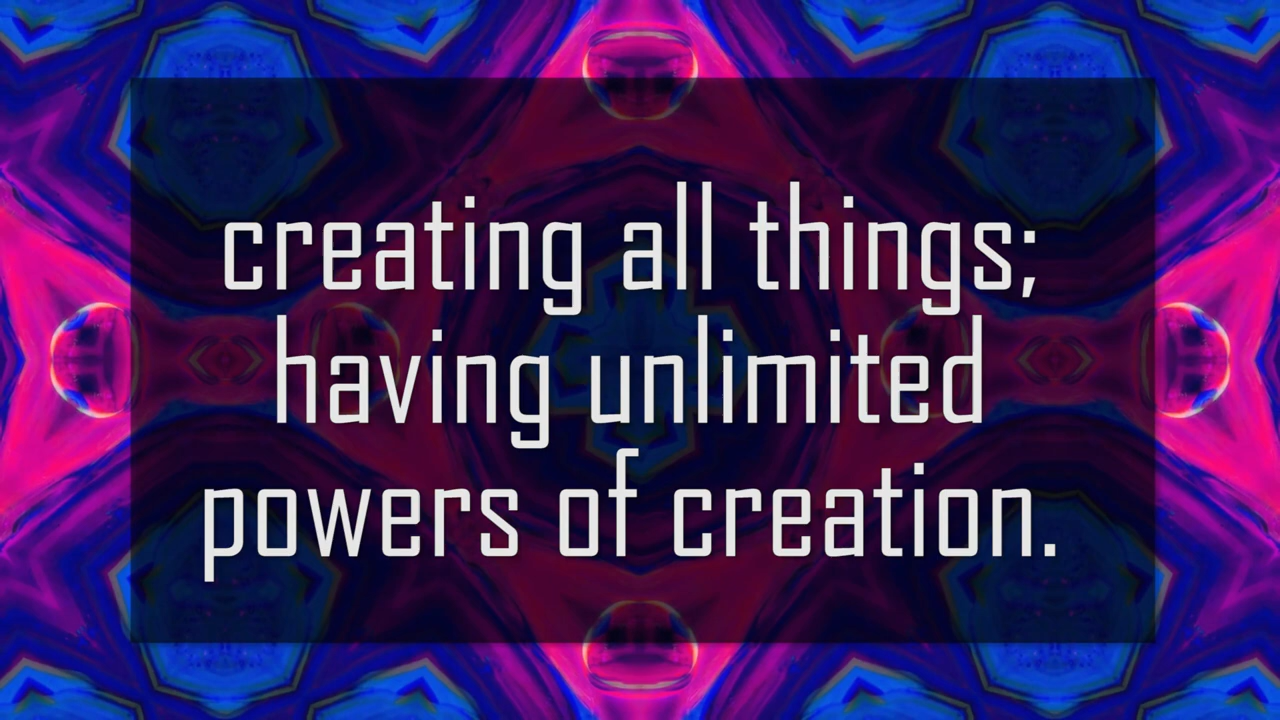 creating all things;
having unlimited
powers of creation.